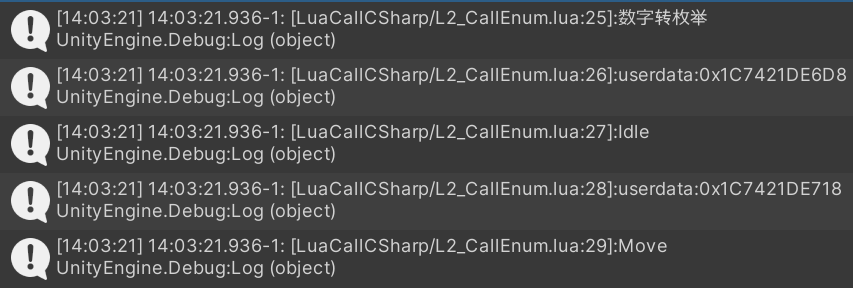 [14:03:21] 14:03:21.936-1: [LuaCallCSharp/L2_CallEnum.lua:25]:数字转枚举
UnityEngine.Debug:Log (object)
[14:03:21] 14:03:21.936-1: [LuaCallCSharp/L2_CallEnum.lua:26]:userdata:0x1C7421DE6D8
UnityEngine.Debug:Log (object)
[14:03:21] 14:03:21.936-1: [LuaCallCSharp/L2_CallEnum.lua:27]:Idle
UnityEngine.Debug:Log (object)
[14:03:21] 14:03:21.936-1: [LuaCallCSharp/L2_CallEnum.lua:28]:userdata:0x1C7421DE718
UnityEngine.Debug:Log (object)
[14:03:21] 14:03:21.936-1: [LuaCallCSharp/L2_CallEnum.lua:29]:Move
UnityEngine.Debug:Log (object)